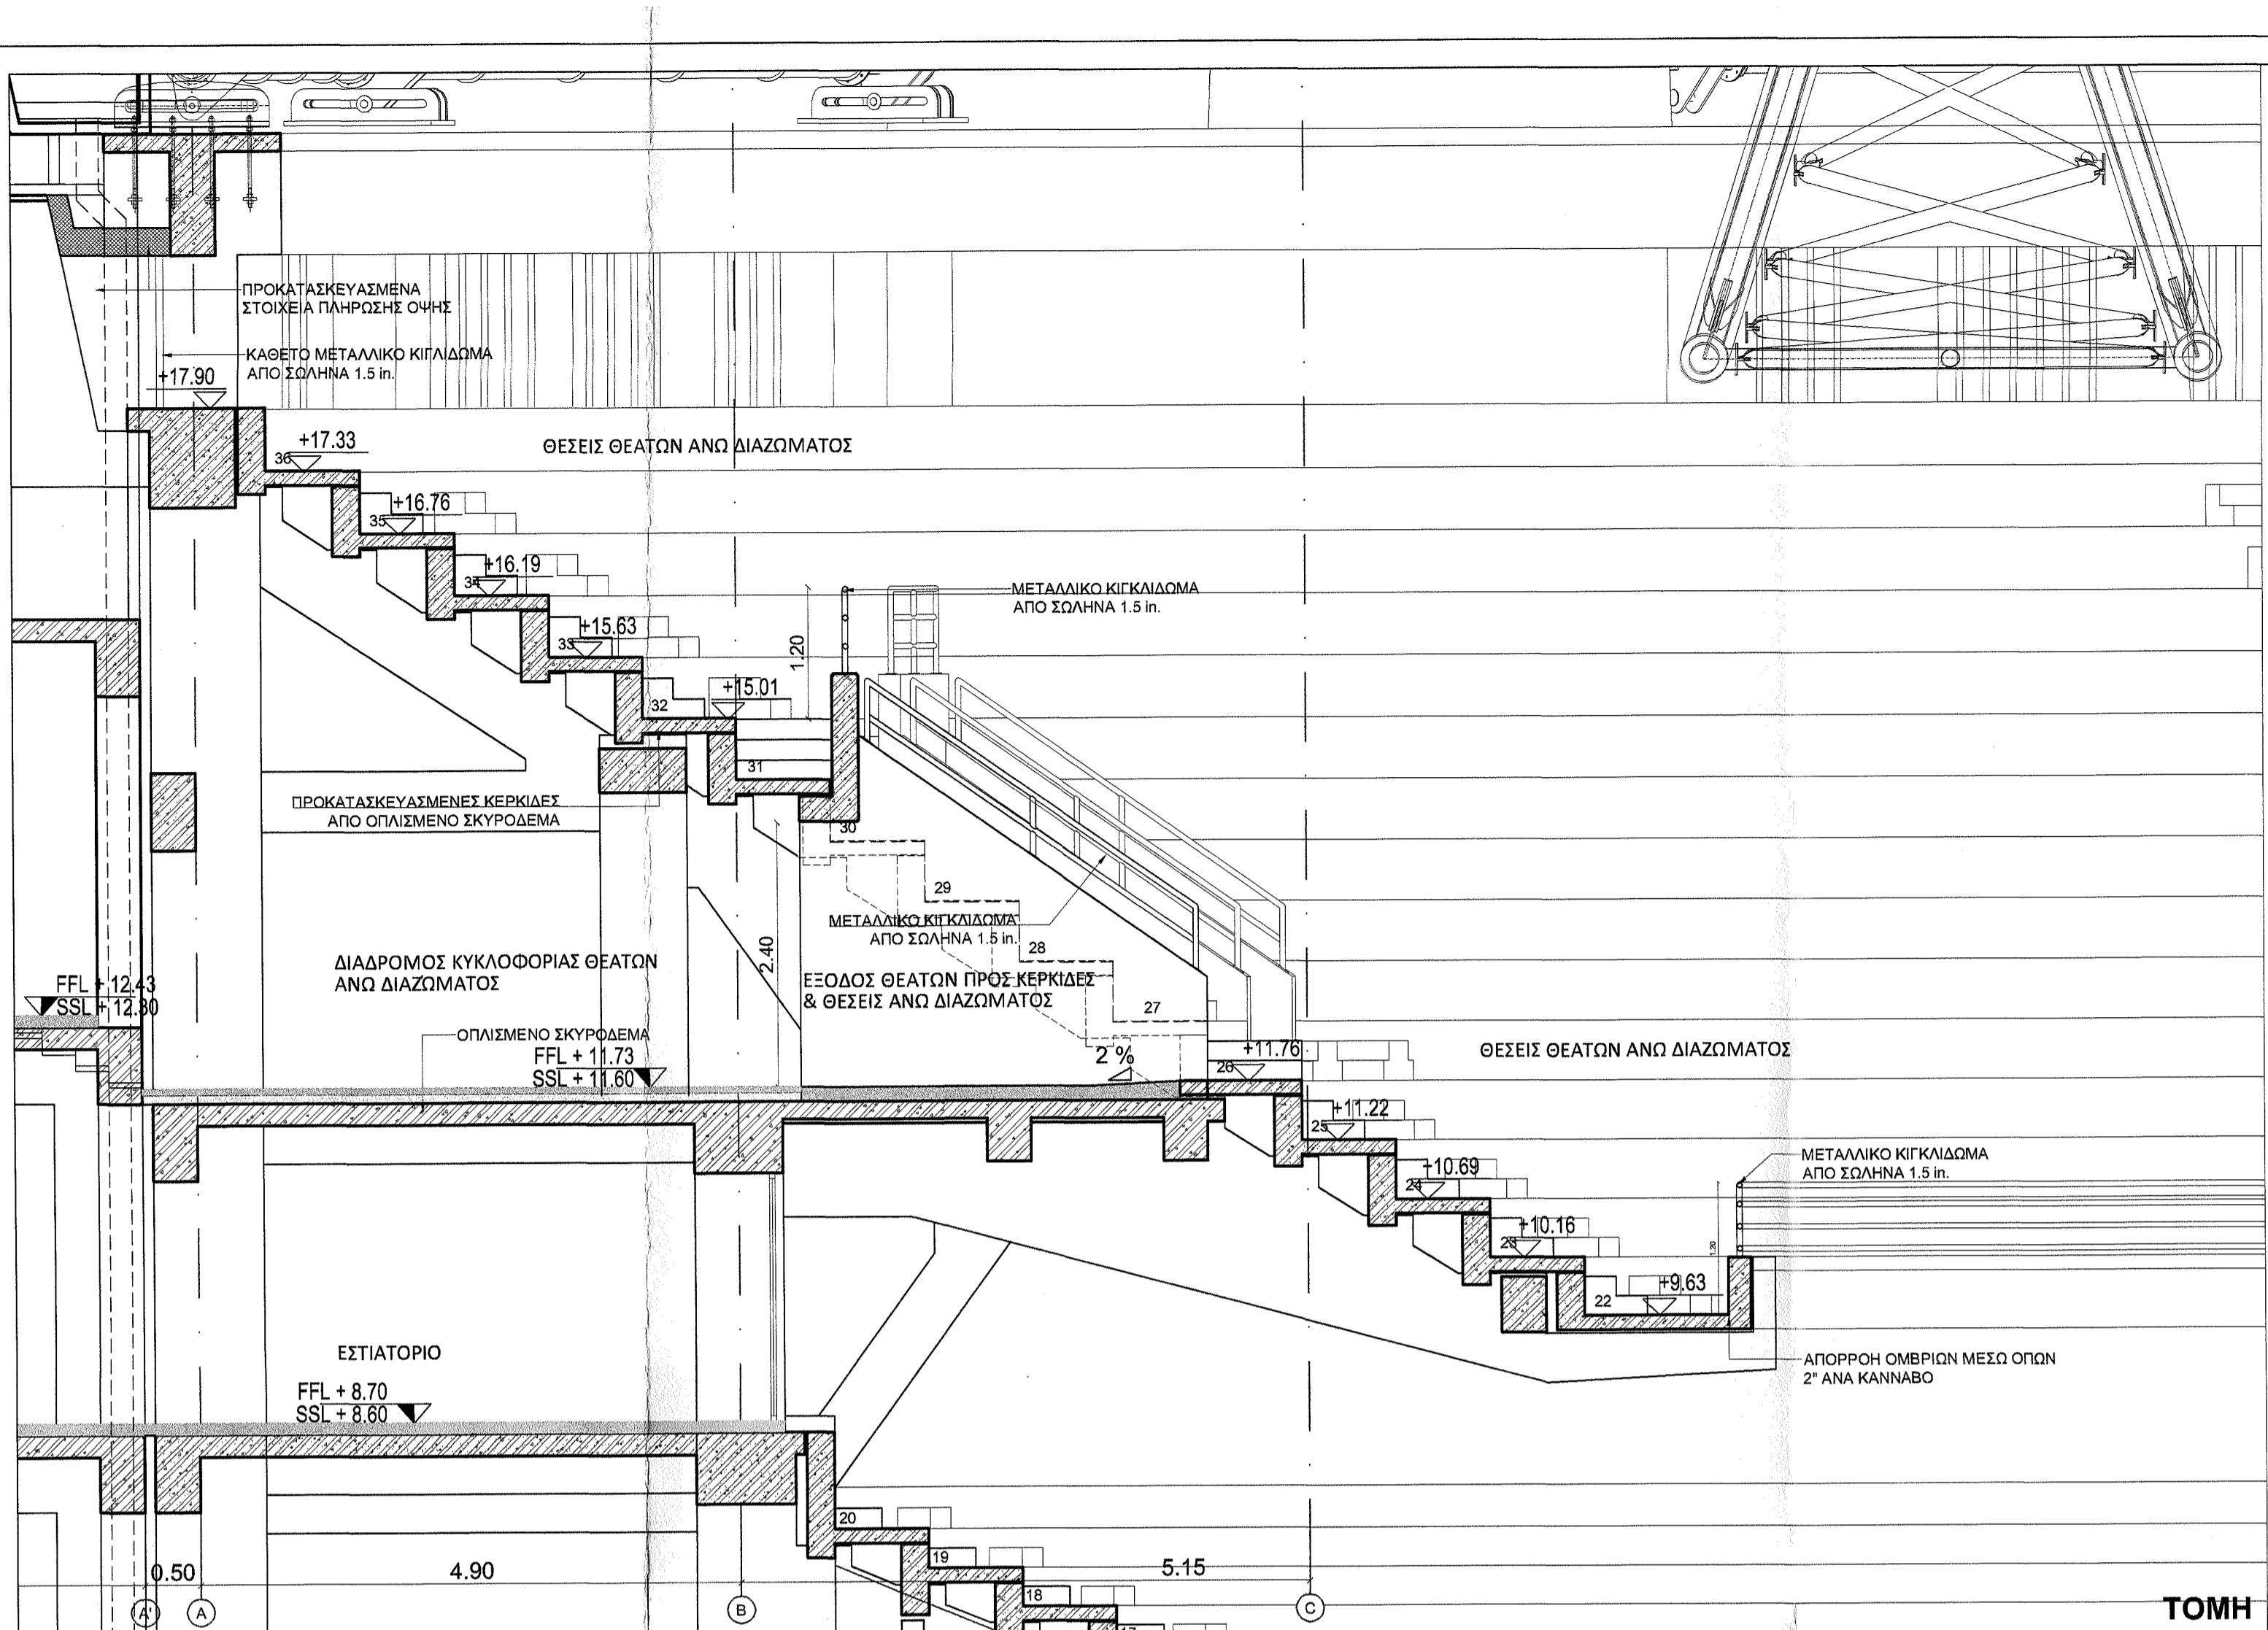 ΠΡΟΚΑΤΑΣΚΕΥΑΣΜΕΝΑ
ΣΤΟΙΧΕΙΑ ΠΛΗΡΩΣΗΣ ΟΨΗΣ
ΚΑΘΕΤΟ ΜΕΤΑΛΛΙΚΟ ΚΙΓΛΙΔΩΜΑ
ΑΠΟ ΣΩΛΗΝΑ 1.5 in.
+17.90
+17.33
36
ΘΕΣΕΙΣ ΘΕΑΤΩΝ ΑΝΩ ΔΙΑΖΩΜΑΤΟΣ
+16.76
35
+16.19
34
ΜΕΤΑΛΛΙΚΟ ΚΙΓΚΛΙΔΩΜΑ
ΑΠΟ ΣΩΛΗΝΑ 1.5 in.
+15.63
33
1.20
+15.01
32
31
ΠΡΟΚΑΤΑΣΚΕΥΑΣΜΕΝΕΣ ΚΕΡΚΙΔΕΣ
ΑΠΟ ΟΠΛΙΣΜΕΝΟ ΣΚΥΡΟΔΕΜΑ
30
29
ΜΕΤΑΛΛΙΚΟ ΚΙΓΚΛΙΔΩΜΑ
ΑΠΟ ΣΩΛΗΝΑ 1.5 in.
28
2.40
ΔΙΑΔΡΟΜΟΣ ΚΥΚΛΟΦΟΡΙΑΣ ΘΕΑΤΩΝ
ΑΝΩ ΔΙΑΖΩΜΑΤΟΣ
ΕΞΟΔΟΣ ΘΕΑΤΩΝ ΠΡΟΣ ΚΕΡΚΙΔΕΣ
& ΘΕΣΕΙΣ ΑΝΩ ΔΙΑΖΩΜΑΤΟΣ
27
FFL + 12.43
SSL + 12.30
ΟΠΛΙΣΜΕΝΟ ΣΚΥΡΟΔΕΜΑ
FFL + 11.73
SSL + 11.60
2 %
+11.76
26
ΘΕΣΕΙΣ ΘΕΑΤΩΝ ΑΝΩ ΔΙΑΖΩΜΑΤΟΣ
+11.22
25
+10.69
24
ΜΕΤΑΛΛΙΚΟ ΚΙΓΚΛΙΔΩΜΑ
ΑΠΟ ΣΩΛΗΝΑ 1.5 in.
+10.16
23
1.20
+9.63
22
ΕΣΤΙΑΤΟΡΙΟ
ΑΠΟΡΡΟΗ ΟΜΒΡΙΩΝ ΜΕΣΩ ΟΠΩΝ
2" ΑΝΑ ΚΑΝΝΑΒΟ
FFL + 8.70
SSL + 8.60
20
19
18
0.50
4.90
5.15
A'
A
B
C
ΤΟΜΗ